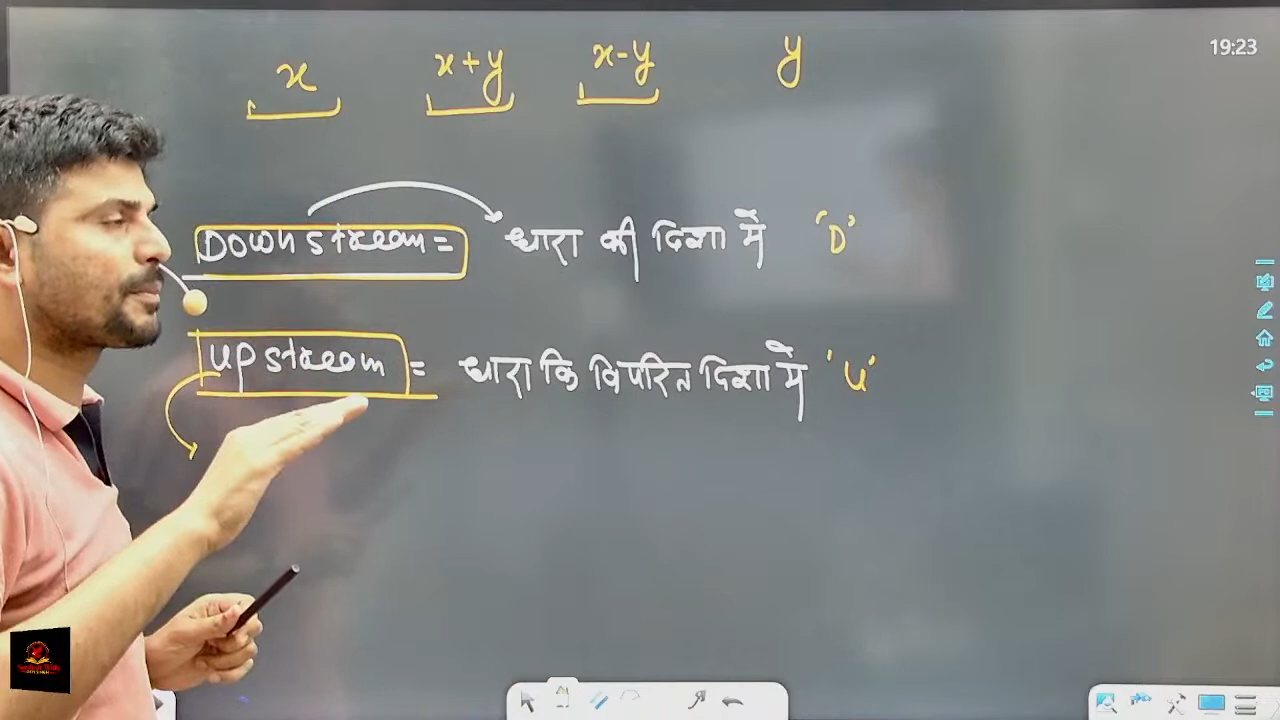 x x+y x-y y
19:23
Downstream = धारा की दिशा में 'D'
upstream = धारा कि विपरित दिशा में 'u'